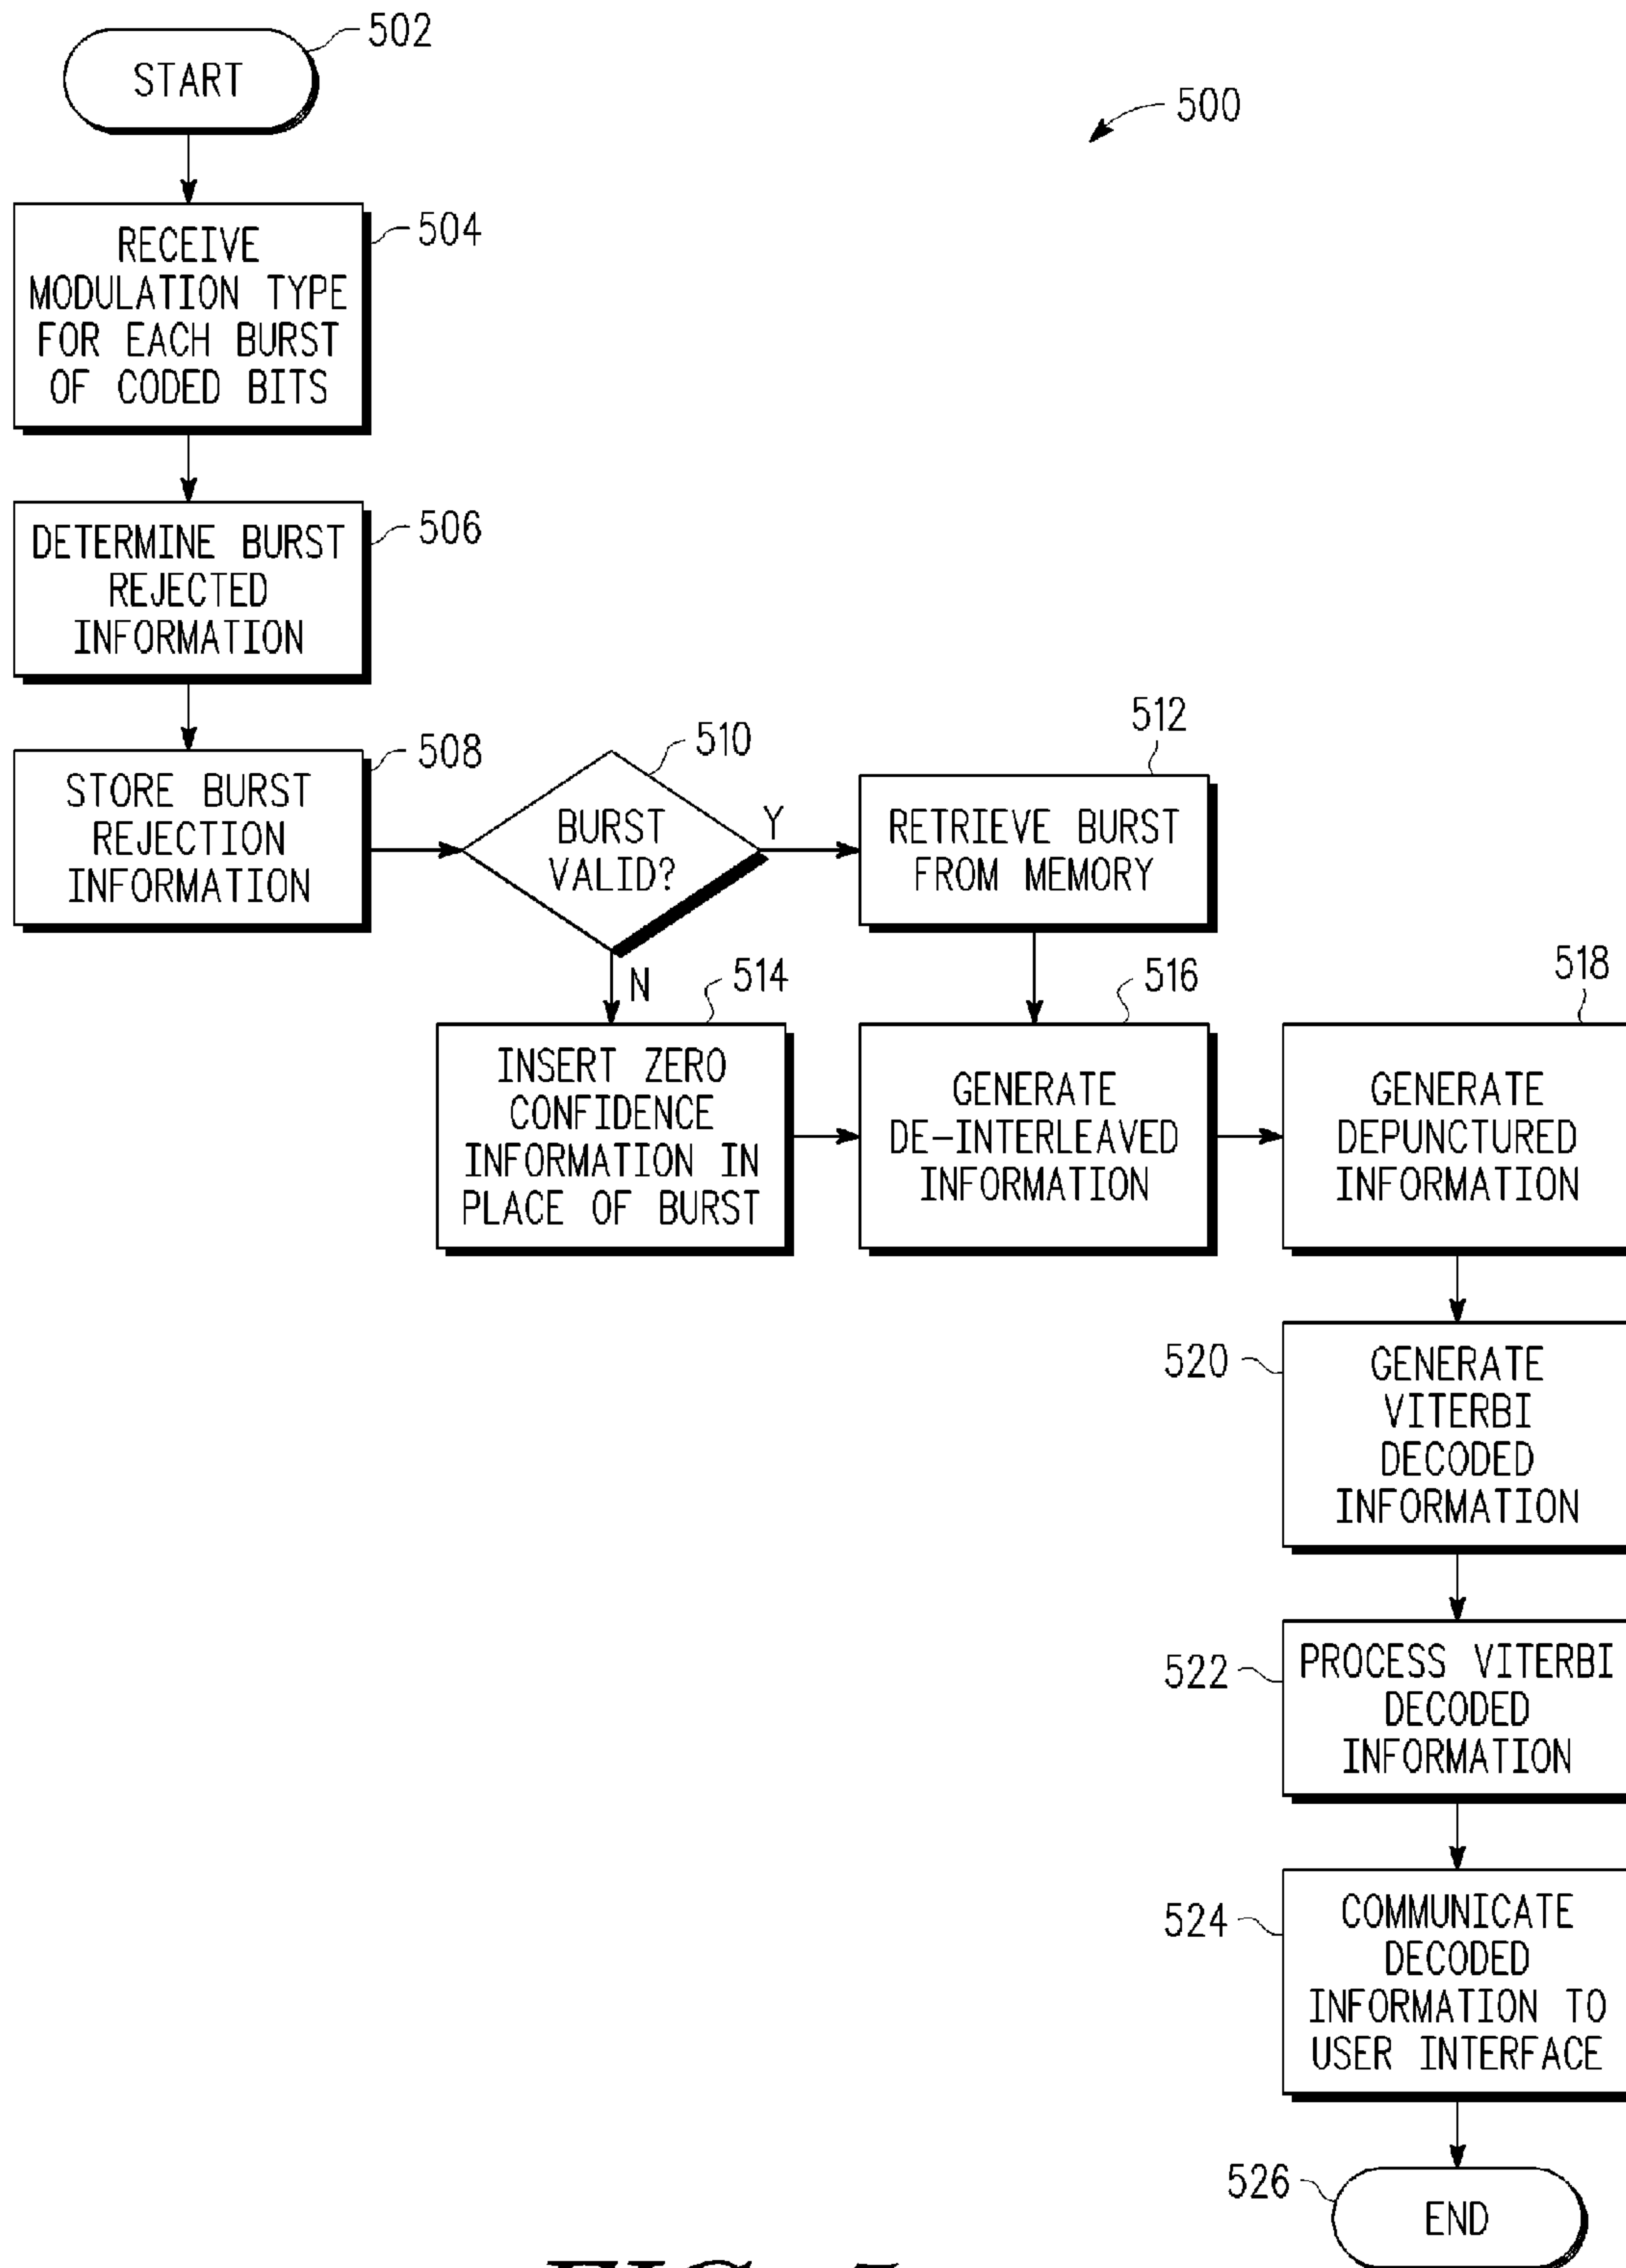 502
START
500
504
RECEIVE
MODULATION TYPE
FOR EACH BURST
OF CODED BITS
506
DETERMINE BURST
REJECTED
INFORMATION
508
STORE BURST
REJECTION
INFORMATION
510
BURST
VALID?
Y
N
512
RETRIEVE BURST
FROM MEMORY
514
INSERT ZERO
CONFIDENCE
INFORMATION IN
PLACE OF BURST
516
GENERATE
DE-INTERLEAVED
INFORMATION
518
GENERATE
DEPUNCTURED
INFORMATION
520
GENERATE
VITERBI
DECODED
INFORMATION
522
PROCESS VITERBI
DECODED
INFORMATION
524
COMMUNICATE
DECODED
INFORMATION TO
USER INTERFACE
526
END